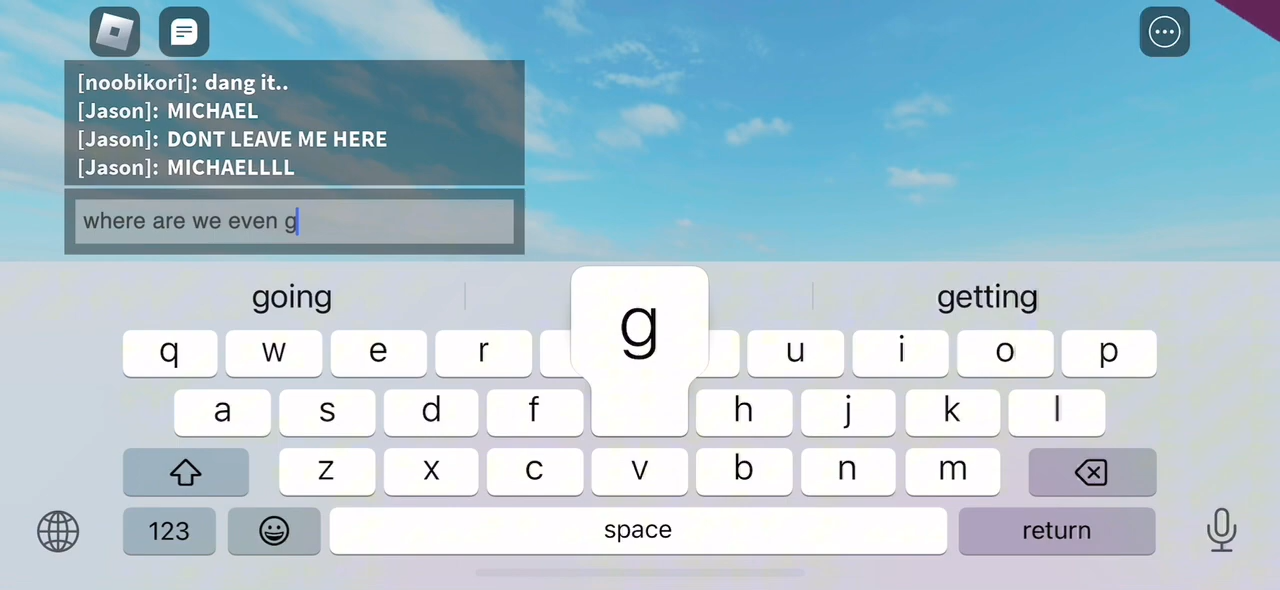 [noobikori]: dang it..
[Jason]: MICHAEL
[Jason]: DONT LEAVE ME HERE
[Jason]: MICHAELLLL
where are we even g
going getting
g
q w e r u i o p
a s d f h j k l
z x c v b n m
123 space return